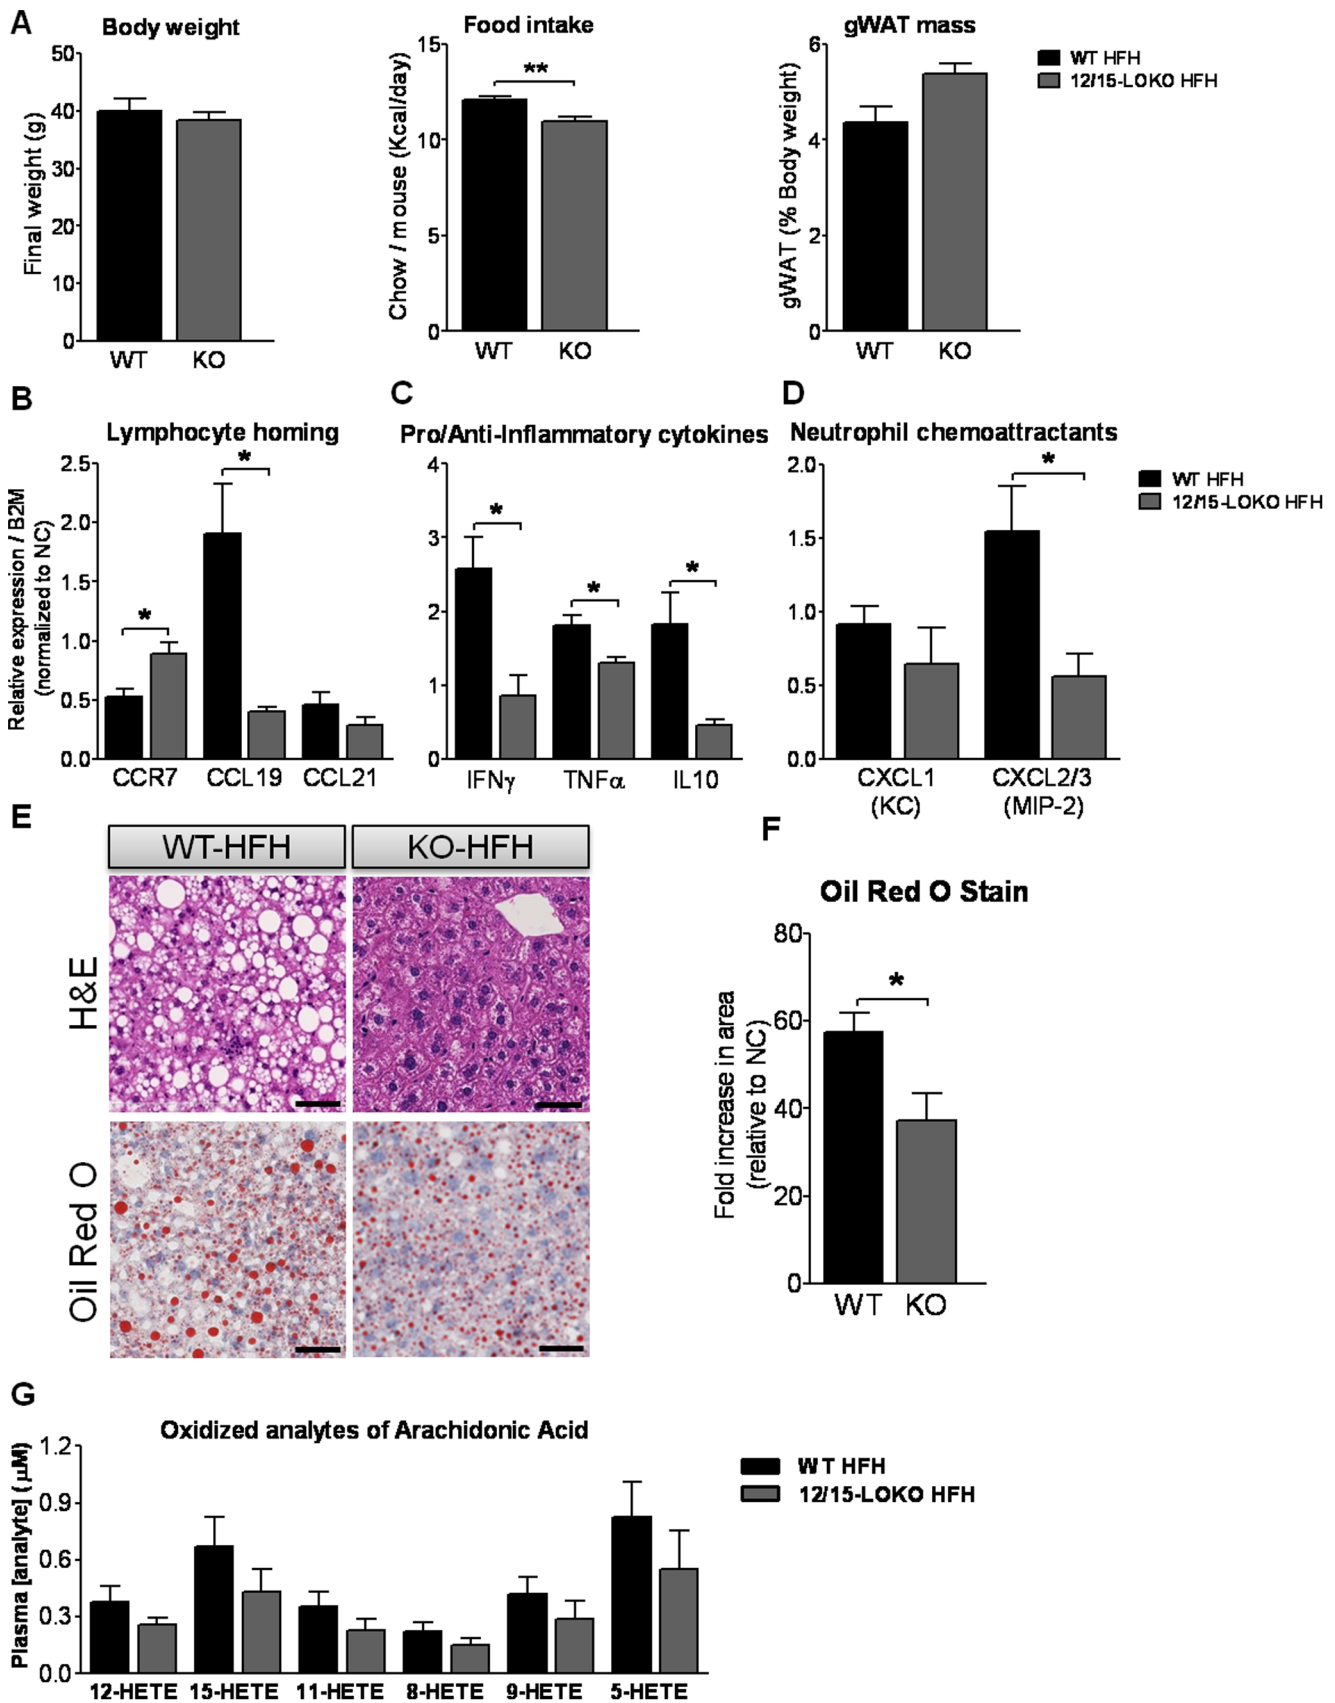 A
Body weight
Food intake
gWAT mass
Final weight (g)
50
40
30
20
10
0
WT
KO
Chow / mouse (Kcal/day)
15
10
5
0
**
WT
KO
gWAT (% Body weight)
6
4
2
0
WT
KO
WT HFH
12/15-LOKO HFH
B
Lymphocyte homing
Relative expression / B2M
(normalized to NC)
2.5
2.0
1.5
1.0
0.5
0.0
*
*
CCR7
CCL19
CCL21
C
Pro/Anti-Inflammatory cytokines
4
3
2
1
0
*
*
*
IFNγ
TNFα
IL10
D
Neutrophil chemoattractants
2.0
1.5
1.0
0.5
0.0
*
CXCL1
(KC)
CXCL2/3
(MIP-2)
WT HFH
12/15-LOKO HFH
E
WT-HFH
KO-HFH
H&E
Oil Red O
F
Oil Red O Stain
Fold increase in area
(relative to NC)
80
60
40
20
0
*
WT
KO
G
Oxidized analytes of Arachidonic Acid
Plasma [analyte] (μM)
1.2
0.9
0.6
0.3
0.0
12-HETE
15-HETE
11-HETE
8-HETE
9-HETE
5-HETE
WT HFH
12/15-LOKO HFH